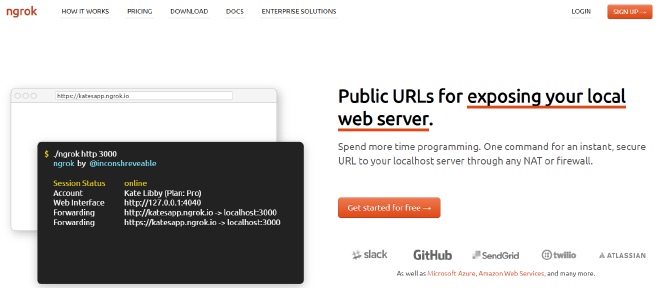 ngrok HOW IT WORKS PRICING DOWNLOAD DOCS ENTERPRISE SOLUTIONS LOGIN SIGN UP →
https://katesapp.ngrok.io
$ ./ngrok http 3000
ngrok by @inconshreveable
Session Status online
Account Kate Libby (Plan: Pro)
Web Interface http://127.0.0.1:4040
Forwarding http://katesapp.ngrok.io -> localhost:3000
Forwarding https://katesapp.ngrok.io -> localhost:3000
Public URLs for exposing your local
web server.
Spend more time programming. One command for an instant, secure
URL to your localhost server through any NAT or firewall.
Get started for free →
slack GitHub SendGrid twilio ATLASSIAN
As well as Microsoft Azure, Amazon Web Services, and many more.